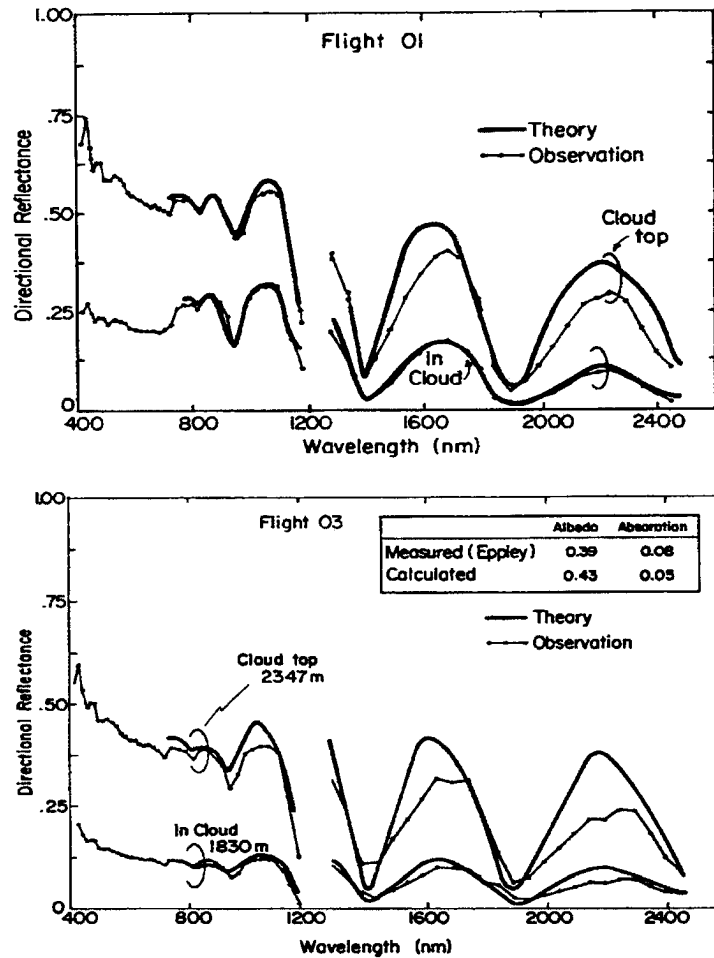 1.00
Flight 01
.75
Theory
Observation
Directional Reflectance
.50
Cloud
top
.25
In
Cloud
0
400 800 1200 1600 2000 2400
Wavelength (nm)
1.00
Flight 03
Albedo Absoration
Measured (Eppley) 0.39 0.08
Calculated 0.43 0.05
.75
Theory
Observation
Directional Reflectance
Cloud top
2347m
.50
.25
In Cloud
1830m
0
400 800 1200 1600 2000 2400
Wavelength (nm)